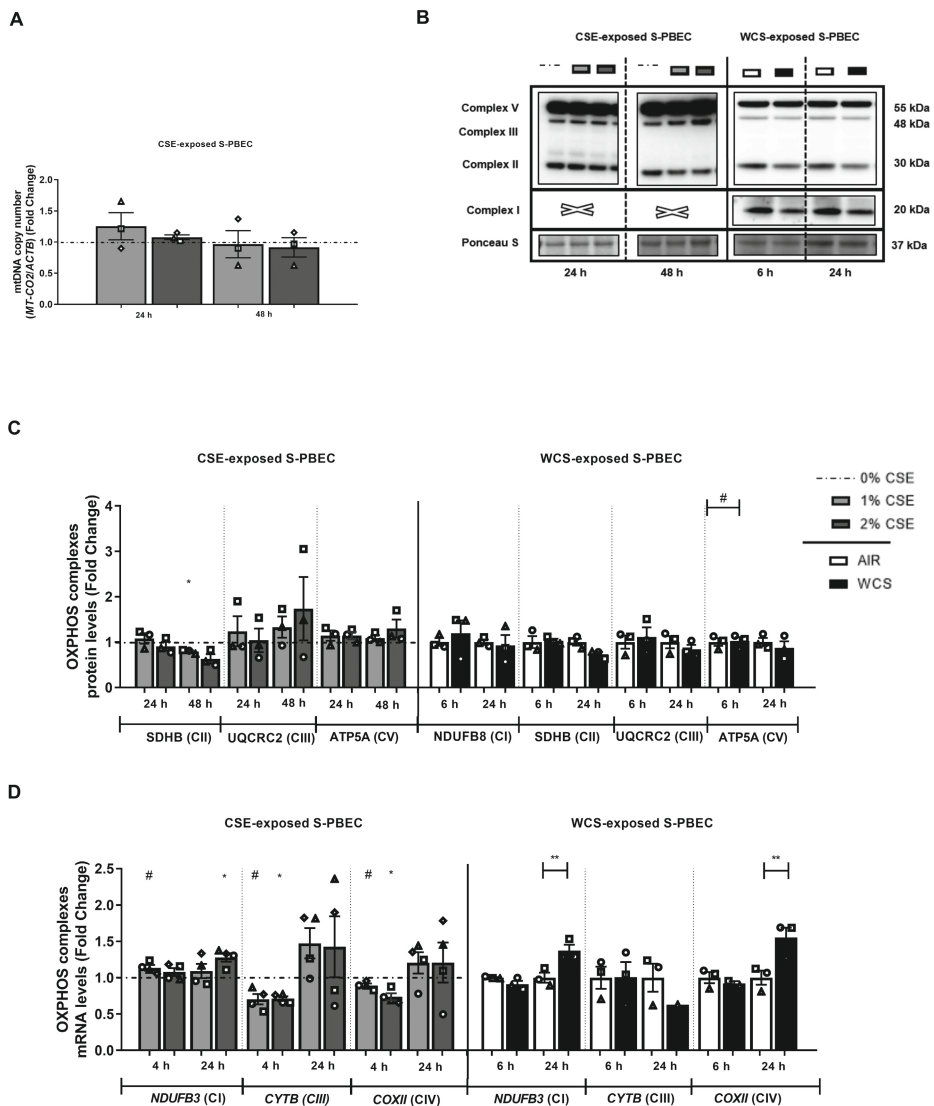 A
CSE-exposed S-PBEC
mtDNA copy number
(MT-CO2/ACTB) (Fold Change)
2.0
1.5
1.0
0.5
0.0
24 h
48 h
B
CSE-exposed S-PBEC
WCS-exposed S-PBEC
Complex V
55 kDa
48 kDa
Complex III
Complex II
30 kDa
Complex I
20 kDa
Ponceau S
37 kDa
24 h
48 h
6 h
24 h
C
CSE-exposed S-PBEC
WCS-exposed S-PBEC
OXPHOS complexes
protein levels (Fold Change)
4
3
2
1
0
*
#
24 h 48 h 24 h 48 h 24 h 48 h 6 h 24 h 6 h 24 h 6 h 24 h 6 h 24 h
SDHB (CII) UQCRC2 (CIII) ATP5A (CV) NDUFB8 (CI) SDHB (CII) UQCRC2 (CIII) ATP5A (CV)
0% CSE
1% CSE
2% CSE
AIR
WCS
D
CSE-exposed S-PBEC
WCS-exposed S-PBEC
OXPHOS complexes
mRNA levels (Fold Change)
2.5
2.0
1.5
1.0
0.5
0.0
# * # * # * ** **
4 h 24 h 4 h 24 h 4 h 24 h 6 h 24 h 6 h 24 h 6 h 24 h
NDUFB3 (CI) CYTB (CIII) COXII (CIV) NDUFB3 (CI) CYTB (CIII) COXII (CIV)